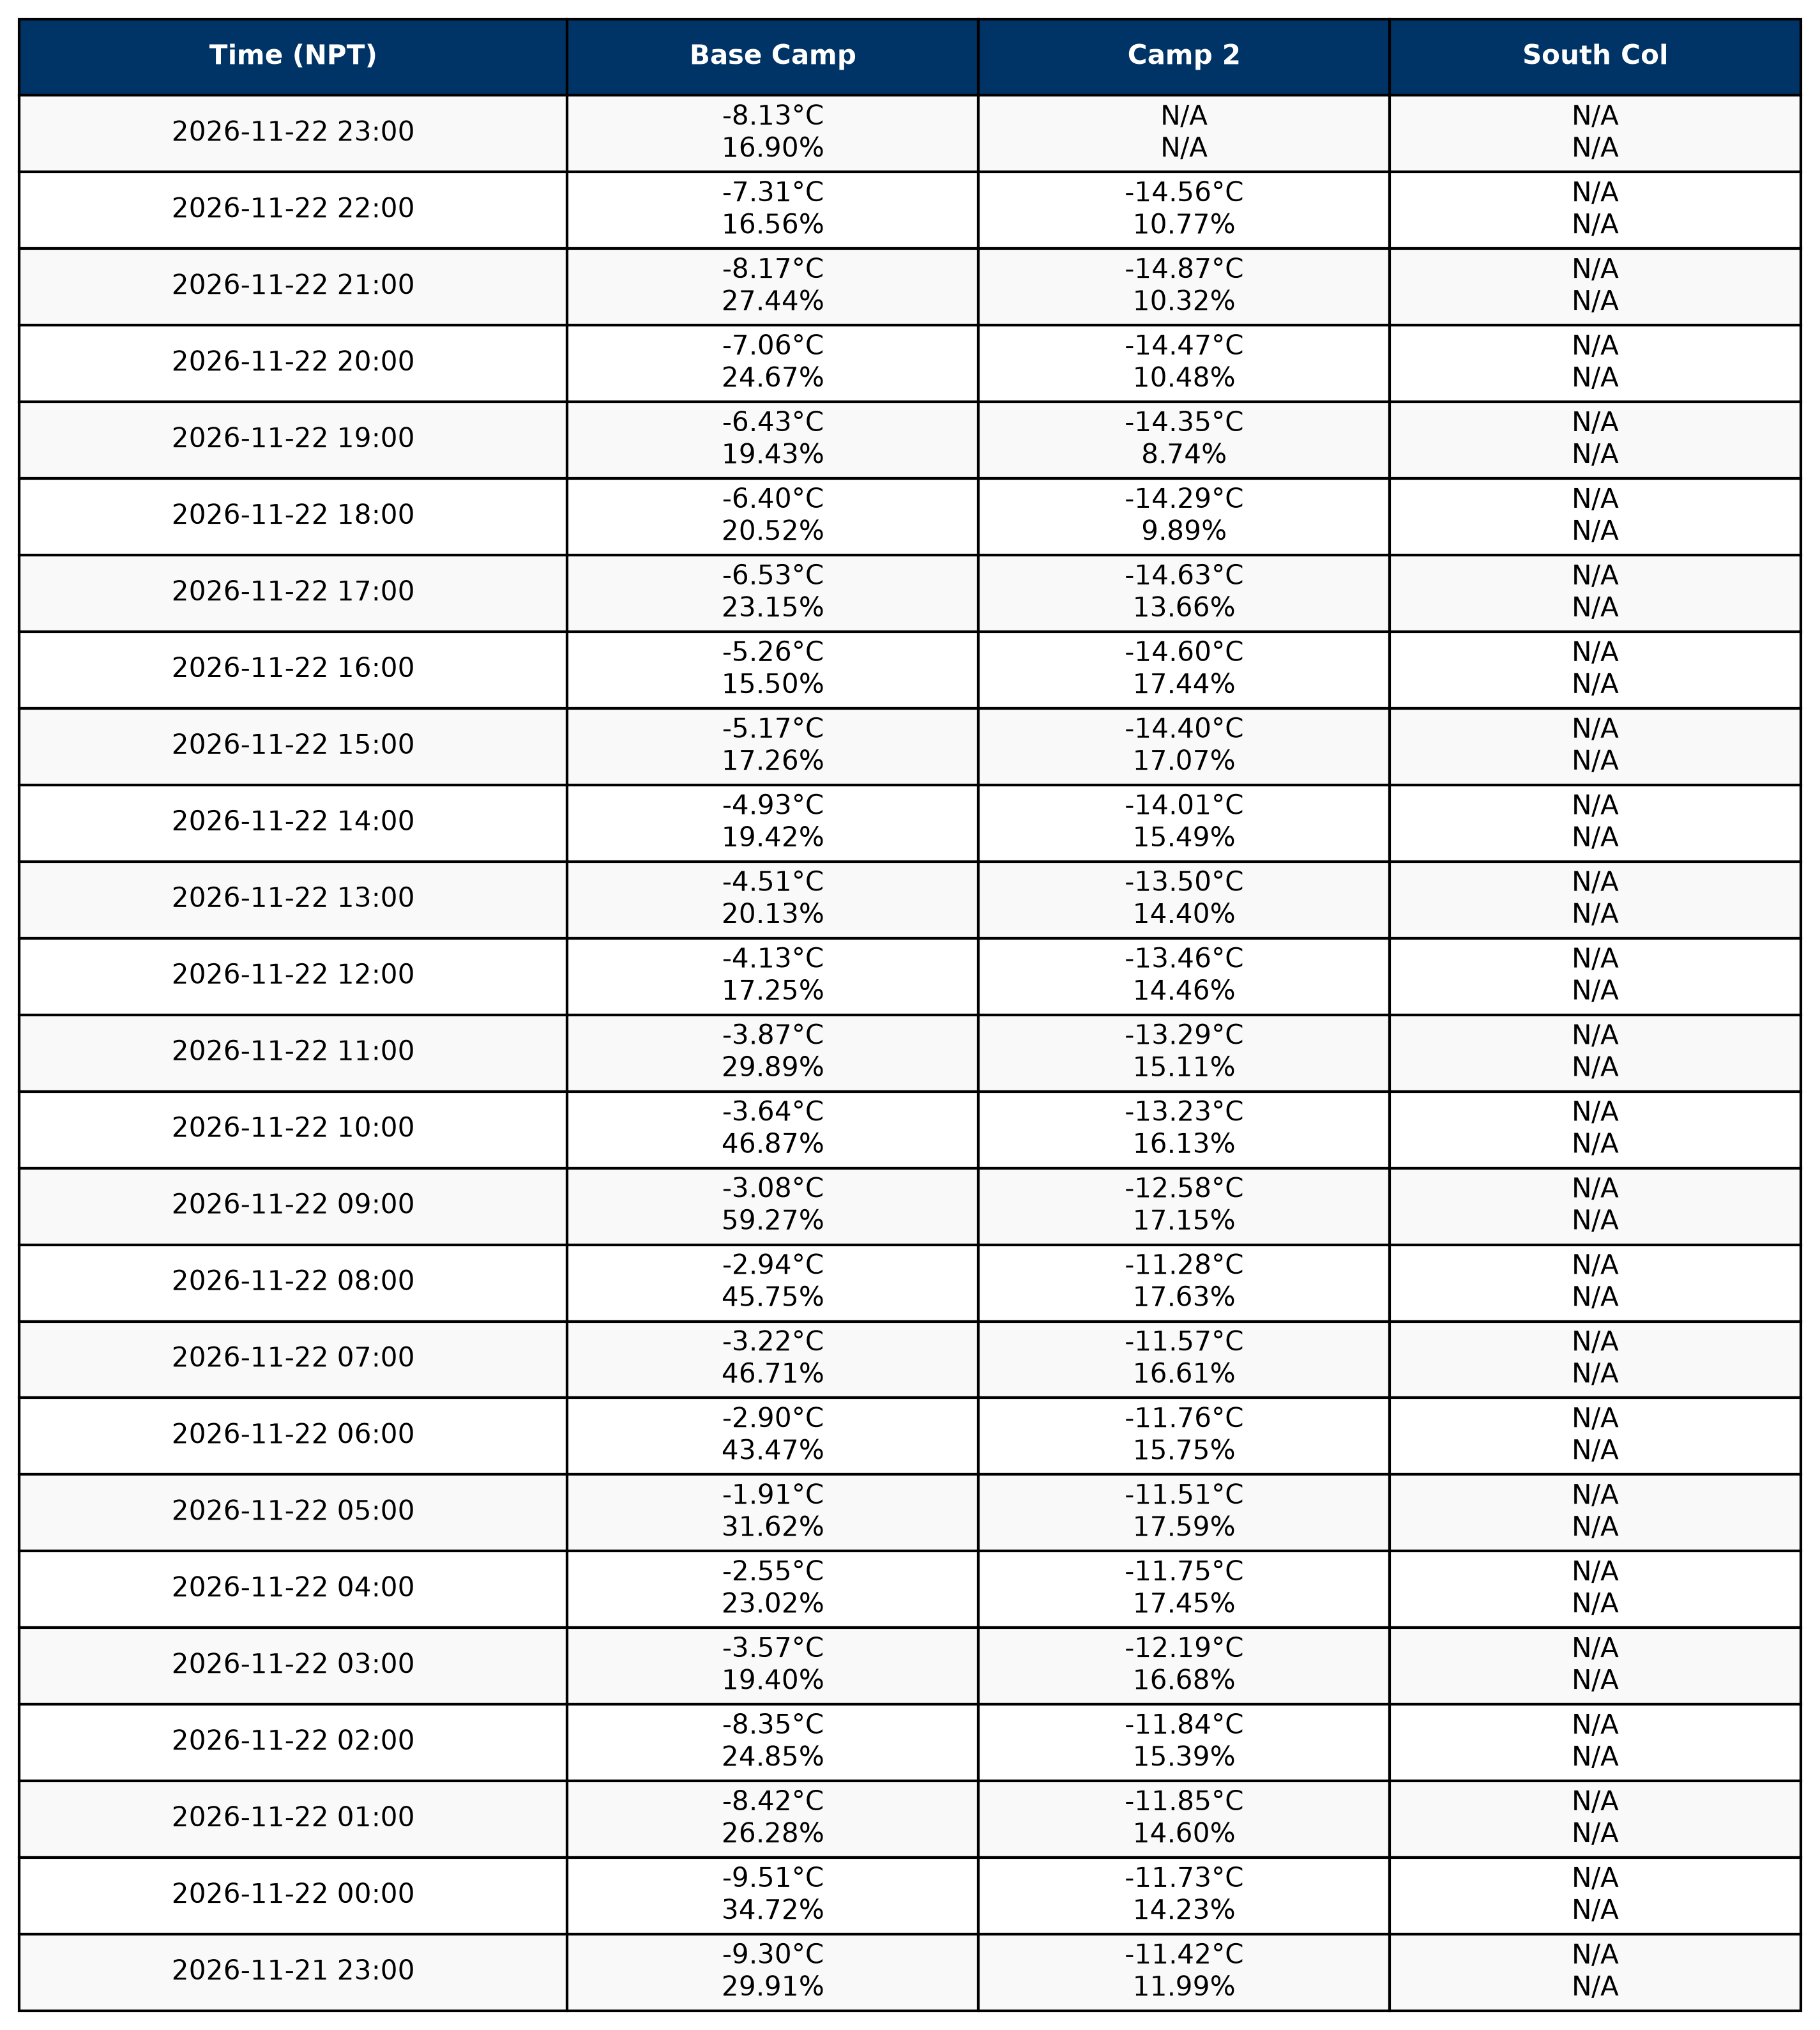 Time (NPT) Base Camp Camp 2 South Col
2026-11-22 23:00 -8.13°C N/A N/A
16.90% N/A N/A
2026-11-22 22:00 -7.31°C -14.56°C N/A
16.56% 10.77% N/A
2026-11-22 21:00 -8.17°C -14.87°C N/A
27.44% 10.32% N/A
2026-11-22 20:00 -7.06°C -14.47°C N/A
24.67% 10.48% N/A
2026-11-22 19:00 -6.43°C -14.35°C N/A
19.43% 8.74% N/A
2026-11-22 18:00 -6.40°C -14.29°C N/A
20.52% 9.89% N/A
2026-11-22 17:00 -6.53°C -14.63°C N/A
23.15% 13.66% N/A
2026-11-22 16:00 -5.26°C -14.60°C N/A
15.50% 17.44% N/A
2026-11-22 15:00 -5.17°C -14.40°C N/A
17.26% 17.07% N/A
2026-11-22 14:00 -4.93°C -14.01°C N/A
19.42% 15.49% N/A
2026-11-22 13:00 -4.51°C -13.50°C N/A
20.13% 14.40% N/A
2026-11-22 12:00 -4.13°C -13.46°C N/A
17.25% 14.46% N/A
2026-11-22 11:00 -3.87°C -13.29°C N/A
29.89% 15.11% N/A
2026-11-22 10:00 -3.64°C -13.23°C N/A
46.87% 16.13% N/A
2026-11-22 09:00 -3.08°C -12.58°C N/A
59.27% 17.15% N/A
2026-11-22 08:00 -2.94°C -11.28°C N/A
45.75% 17.63% N/A
2026-11-22 07:00 -3.22°C -11.57°C N/A
46.71% 16.61% N/A
2026-11-22 06:00 -2.90°C -11.76°C N/A
43.47% 15.75% N/A
2026-11-22 05:00 -1.91°C -11.51°C N/A
31.62% 17.59% N/A
2026-11-22 04:00 -2.55°C -11.75°C N/A
23.02% 17.45% N/A
2026-11-22 03:00 -3.57°C -12.19°C N/A
19.40% 16.68% N/A
2026-11-22 02:00 -8.35°C -11.84°C N/A
24.85% 15.39% N/A
2026-11-22 01:00 -8.42°C -11.85°C N/A
26.28% 14.60% N/A
2026-11-22 00:00 -9.51°C -11.73°C N/A
34.72% 14.23% N/A
2026-11-21 23:00 -9.30°C -11.42°C N/A
29.91% 11.99% N/A